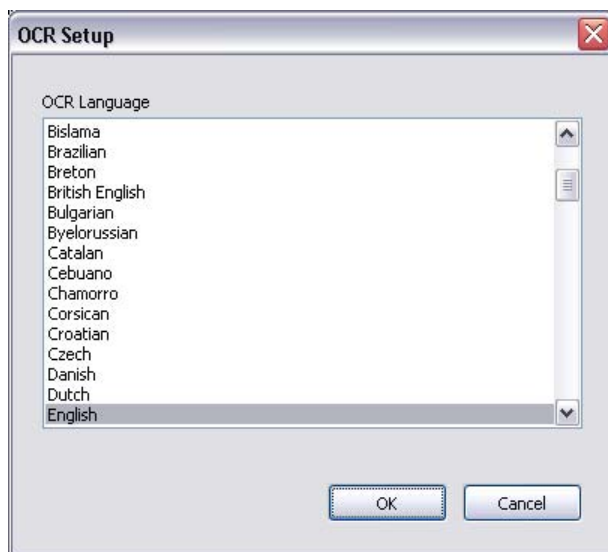 OCR Setup
OCR Language
Bislama
Brazilian
Breton
British English
Bulgarian
Byelorussian
Catalan
Cebuano
Chamorro
Corsican
Croatian
Czech
Danish
Dutch
English
OK Cancel